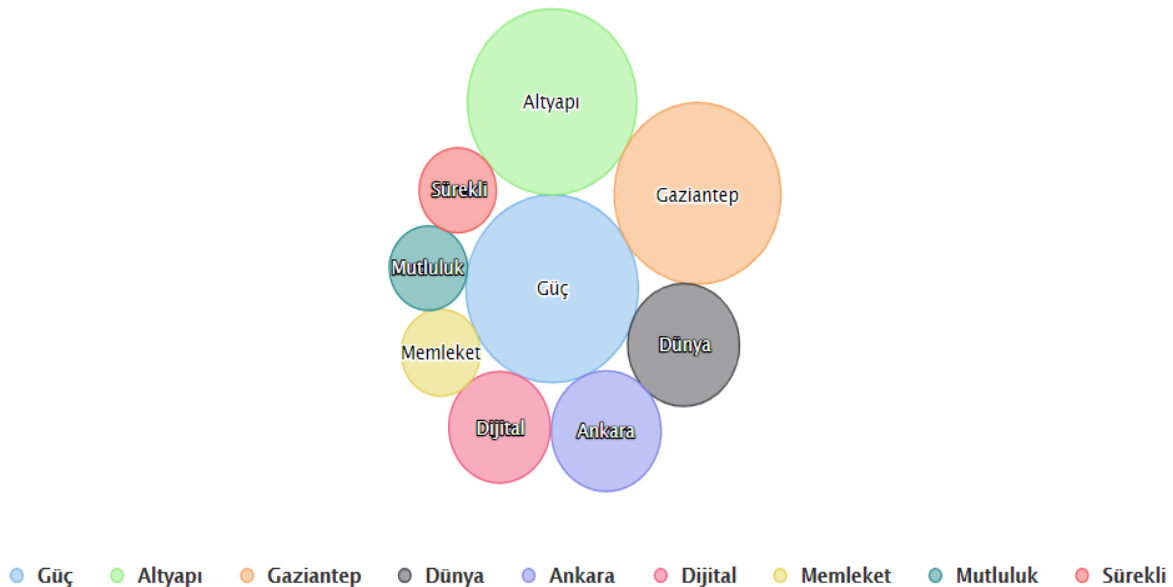 Altyapı
Gaziantep
Sürekli
Mutluluk
Güç
Dünya
Memleket
Dijital
Ankara
Güç Altyapı Gaziantep Dünya Ankara Dijital Memleket Mutluluk Sürekli